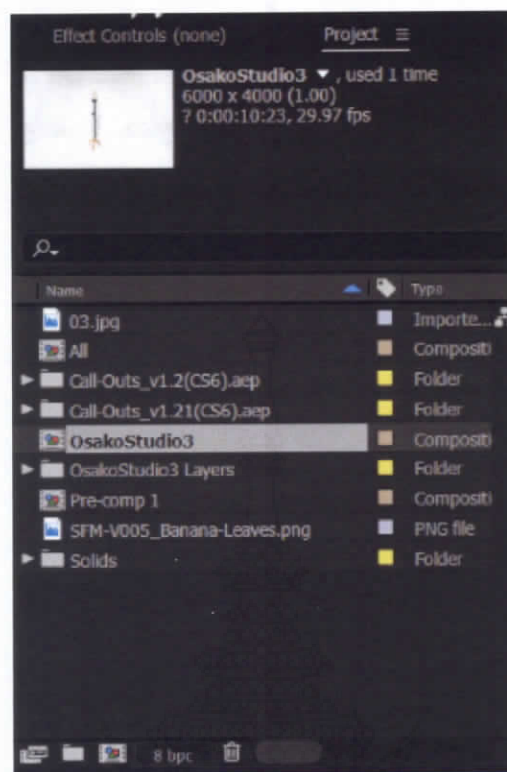 Effect Controls (none) Project
OsakoStudio3 , used 1 time
6000 x 4000 (1.00)
? 0:00:10:23, 29.97 fps
Name Type
03.jpg Importe...
All Compositi
Call-Outs_v1.2(CS6).aep Folder
Call-Outs_v1.21(CS6).aep Folder
OsakoStudio3 Compositi
OsakoStudio3 Layers Folder
Pre-comp 1 Compositi
SFM-V005_Banana-Leaves.png PNG file
Solids Folder
8 bpc